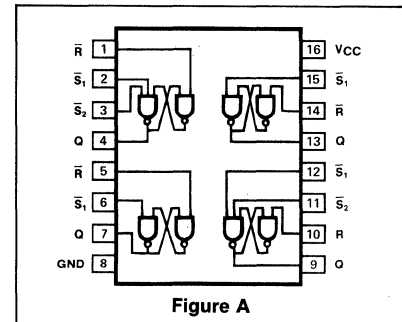 R̅ 1 16 VCC
S̅₁ 2 15 S̅₁
S̅₂ 3 14 R̅
Q 4 13 Q
R̅ 5 12 S̅₁
S̅₁ 6 11 S̅₂
Q 7 10 R
GND 8 9 Q
Figure A